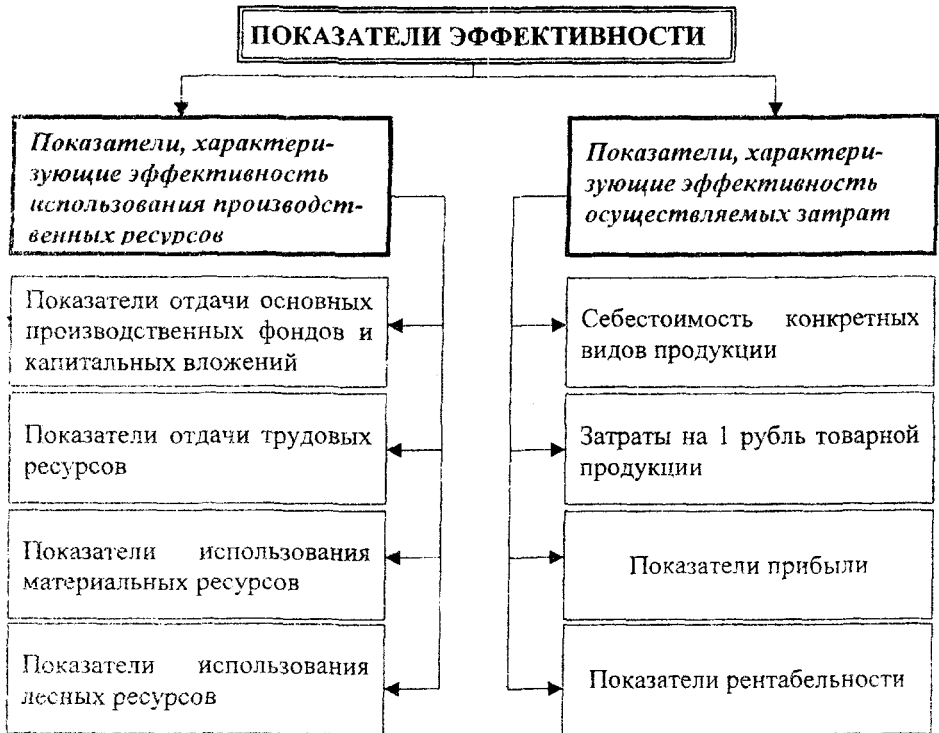 ПОКАЗАТЕЛИ ЭФФЕКТИВНОСТИ
Показатели, характери-
зующие эффективность
использования производст-
венных ресурсов
Показатели отдачи основных
производственных фондов и
капитальных вложений
Показатели отдачи трудовых
ресурсов
Показатели использования
материальных ресурсов
Показатели использования
лесных ресурсов
Показатели, характери-
зующие эффективность
осуществляемых затрат
Себестоимость конкретных
видов продукции
Затраты на 1 рубль товарной
продукции
Показатели прибыли
Показатели рентабельности